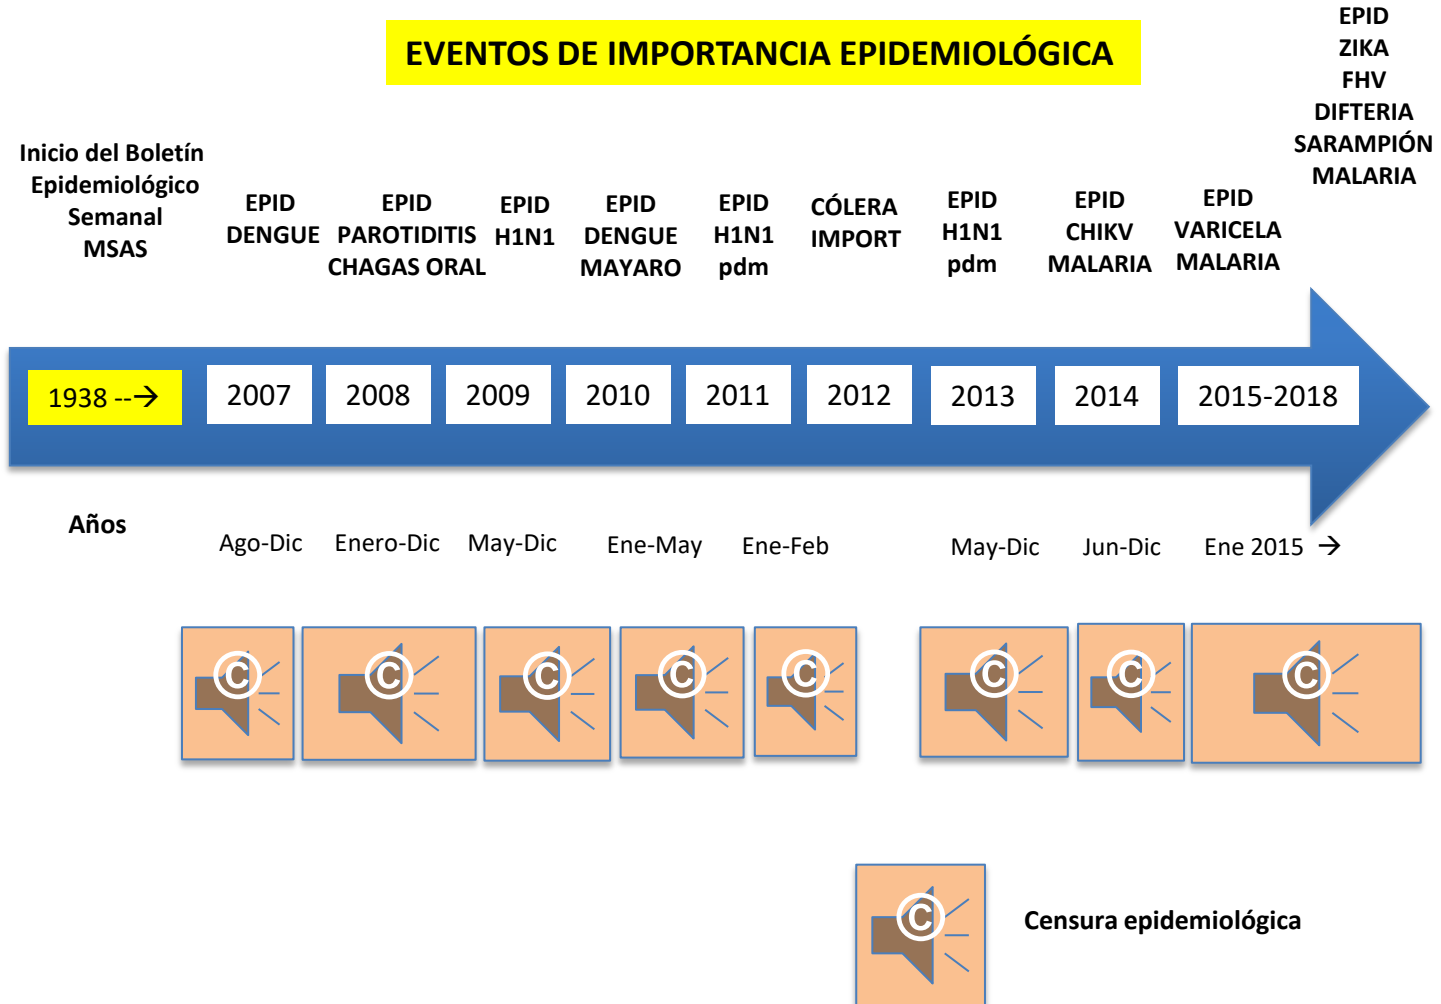 EVENTOS DE IMPORTANCIA EPIDEMIOLÓGICA
Inicio del Boletín
Epidemiológico
Semanal
MSAS
EPID
DENGUE
EPID
PAROTIDITIS
CHAGAS ORAL
EPID
H1N1
EPID
DENGUE
MAYARO
EPID
H1N1
pdm
CÓLERA
IMPORT
EPID
H1N1
pdm
EPID
CHIKV
MALARIA
EPID
VARICELA
MALARIA
EPID
ZIKA
FHV
DIFTERIA
SARAMPIÓN
MALARIA
1938 --→
2007
2008
2009
2010
2011
2012
2013
2014
2015-2018
Años
Ago-Dic
Enero-Dic
May-Dic
Ene-May
Ene-Feb
May-Dic
Jun-Dic
Ene 2015 →
©
©
©
©
©
©
©
©
©
Censura epidemiológica